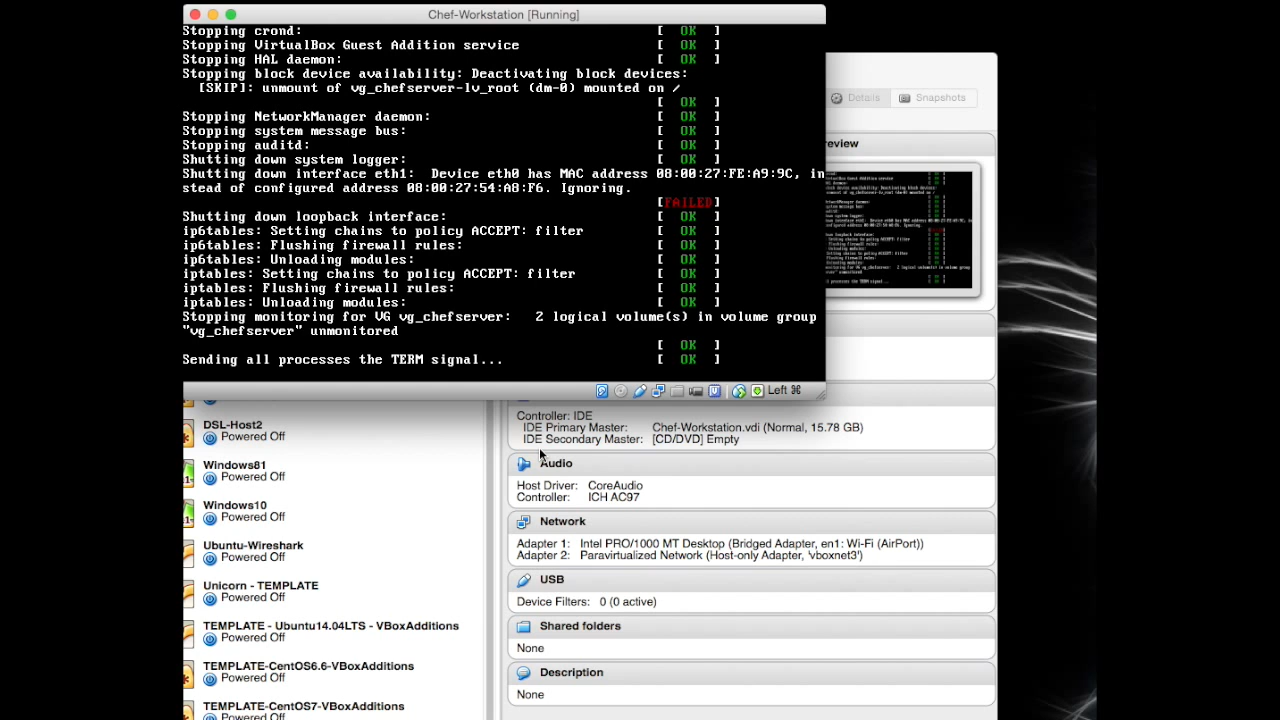 Chef-Workstation [Running]
Stopping crond: [ OK ]
Stopping VirtualBox Guest Addition service [ OK ]
Stopping HAL daemon: [ OK ]
Stopping block device availability: Deactivating block devices:
[SKIP]: unmount of vg_chefserver-lv_root (dm-0) mounted on /
[ OK ]
Stopping NetworkManager daemon: [ OK ]
Stopping system message bus: [ OK ]
Stopping auditd: [ OK ]
Shutting down system logger: [ OK ]
Shutting down interface eth1: Device eth0 has MAC address 08:00:27:FE:A9:9C, in
stead of configured address 08:00:27:54:A8:F6. Ignoring.
[FAILED]
Shutting down loopback interface: [ OK ]
ip6tables: Setting chains to policy ACCEPT: filter [ OK ]
ip6tables: Flushing firewall rules: [ OK ]
ip6tables: Unloading modules: [ OK ]
iptables: Setting chains to policy ACCEPT: filter [ OK ]
iptables: Flushing firewall rules: [ OK ]
iptables: Unloading modules: [ OK ]
Stopping monitoring for VG vg_chefserver: 2 logical volume(s) in volume group
"vg_chefserver" unmonitored
[ OK ]
Sending all processes the TERM signal... [ OK ]
Left ⌘
Details Snapshots
review
DSL-Host2
Powered Off
Windows81
Powered Off
Windows10
Powered Off
Ubuntu-Wireshark
Powered Off
Unicorn - TEMPLATE
Powered Off
TEMPLATE - Ubuntu14.04LTS - VBoxAdditions
Powered Off
TEMPLATE-CentOS6.6-VBoxAdditions
Powered Off
TEMPLATE-CentOS7-VBoxAdditions
Powered Off
Controller: IDE
IDE Primary Master: Chef-Workstation.vdi (Normal, 15.78 GB)
IDE Secondary Master: [CD/DVD] Empty
Audio
Host Driver: CoreAudio
Controller: ICH AC97
Network
Adapter 1: Intel PRO/1000 MT Desktop (Bridged Adapter, en1: Wi-Fi (AirPort))
Adapter 2: Paravirtualized Network (Host-only Adapter, 'vboxnet3')
USB
Device Filters: 0 (0 active)
Shared folders
None
Description
None